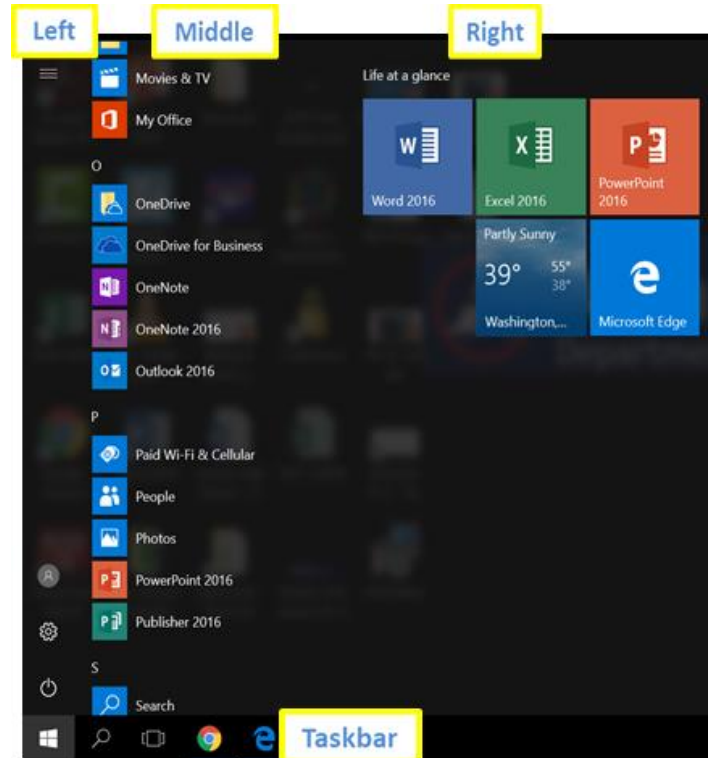 Left
Middle
Right
Movies & TV
My Office
O
OneDrive
OneDrive for Business
OneNote
OneNote 2016
Outlook 2016
P
Paid Wi-Fi & Cellular
People
Photos
PowerPoint 2016
Publisher 2016
S
Search
Life at a glance
Word 2016
Excel 2016
PowerPoint
2016
Partly Sunny
39° 55°
38°
Washington,...
Microsoft Edge
Taskbar